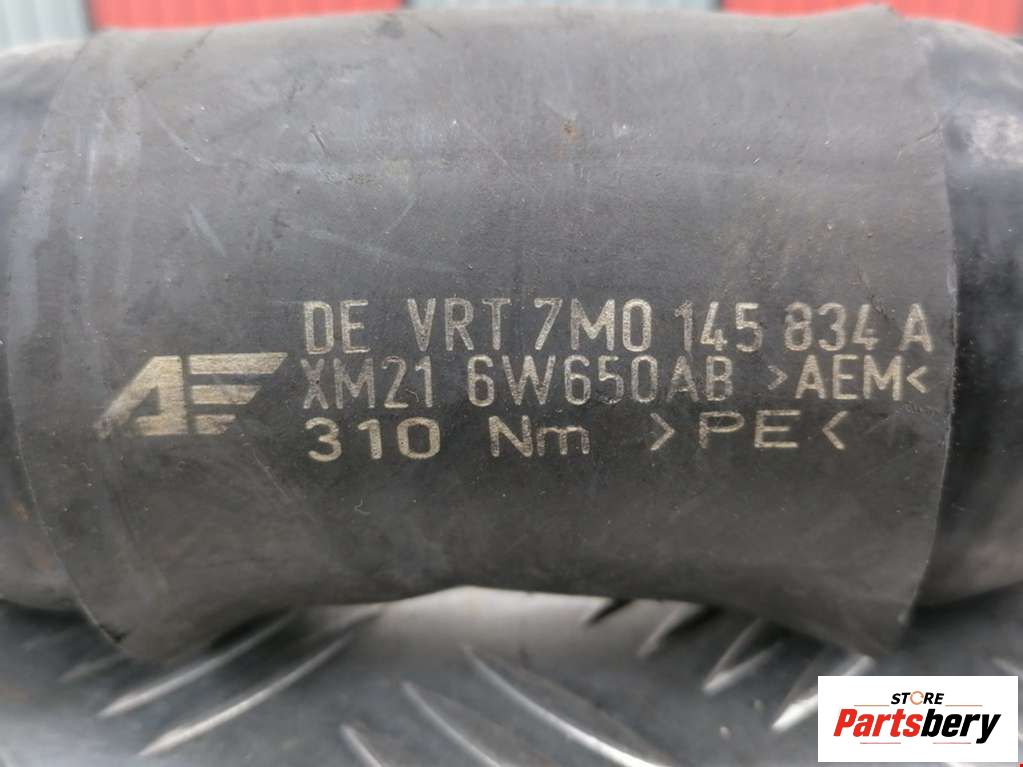 DE VRT 7M0 145 834 A
XM21 6W650AB >AEM<
310 Nm >PE<
STORE
Partsbery